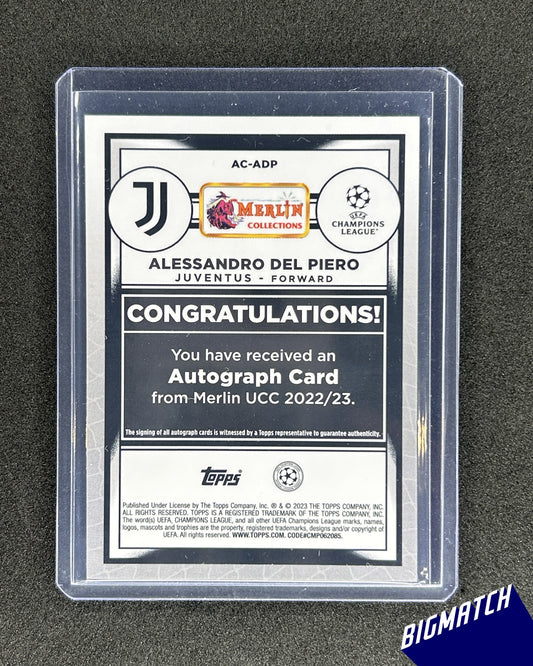 AC-ADP
MERLIN
COLLECTIONS
UEFA
CHAMPIONS
LEAGUE
ALESSANDRO DEL PIERO
JUVENTUS - FORWARD
CONGRATULATIONS!
You have received an
Autograph Card
from Merlin UCC 2022/23.
The signing of all autograph cards is witnessed by a Topps representative to guarantee authenticity.
topps
Published Under License by The Topps Company, Inc. ® & © 2023 THE TOPPS COMPANY, INC.
ALL RIGHTS RESERVED. TOPPS IS A REGISTERED TRADEMARK OF THE TOPPS COMPANY, INC.
The word(s) UEFA, CHAMPIONS LEAGUE, and all other UEFA Champions League marks, names,
logos, mascots and trophies are the property, registered trademarks, designs and/or copyright of
UEFA. All rights reserved. WWW.TOPPS.COM. CODE#CMP062085.
BIGMATCH